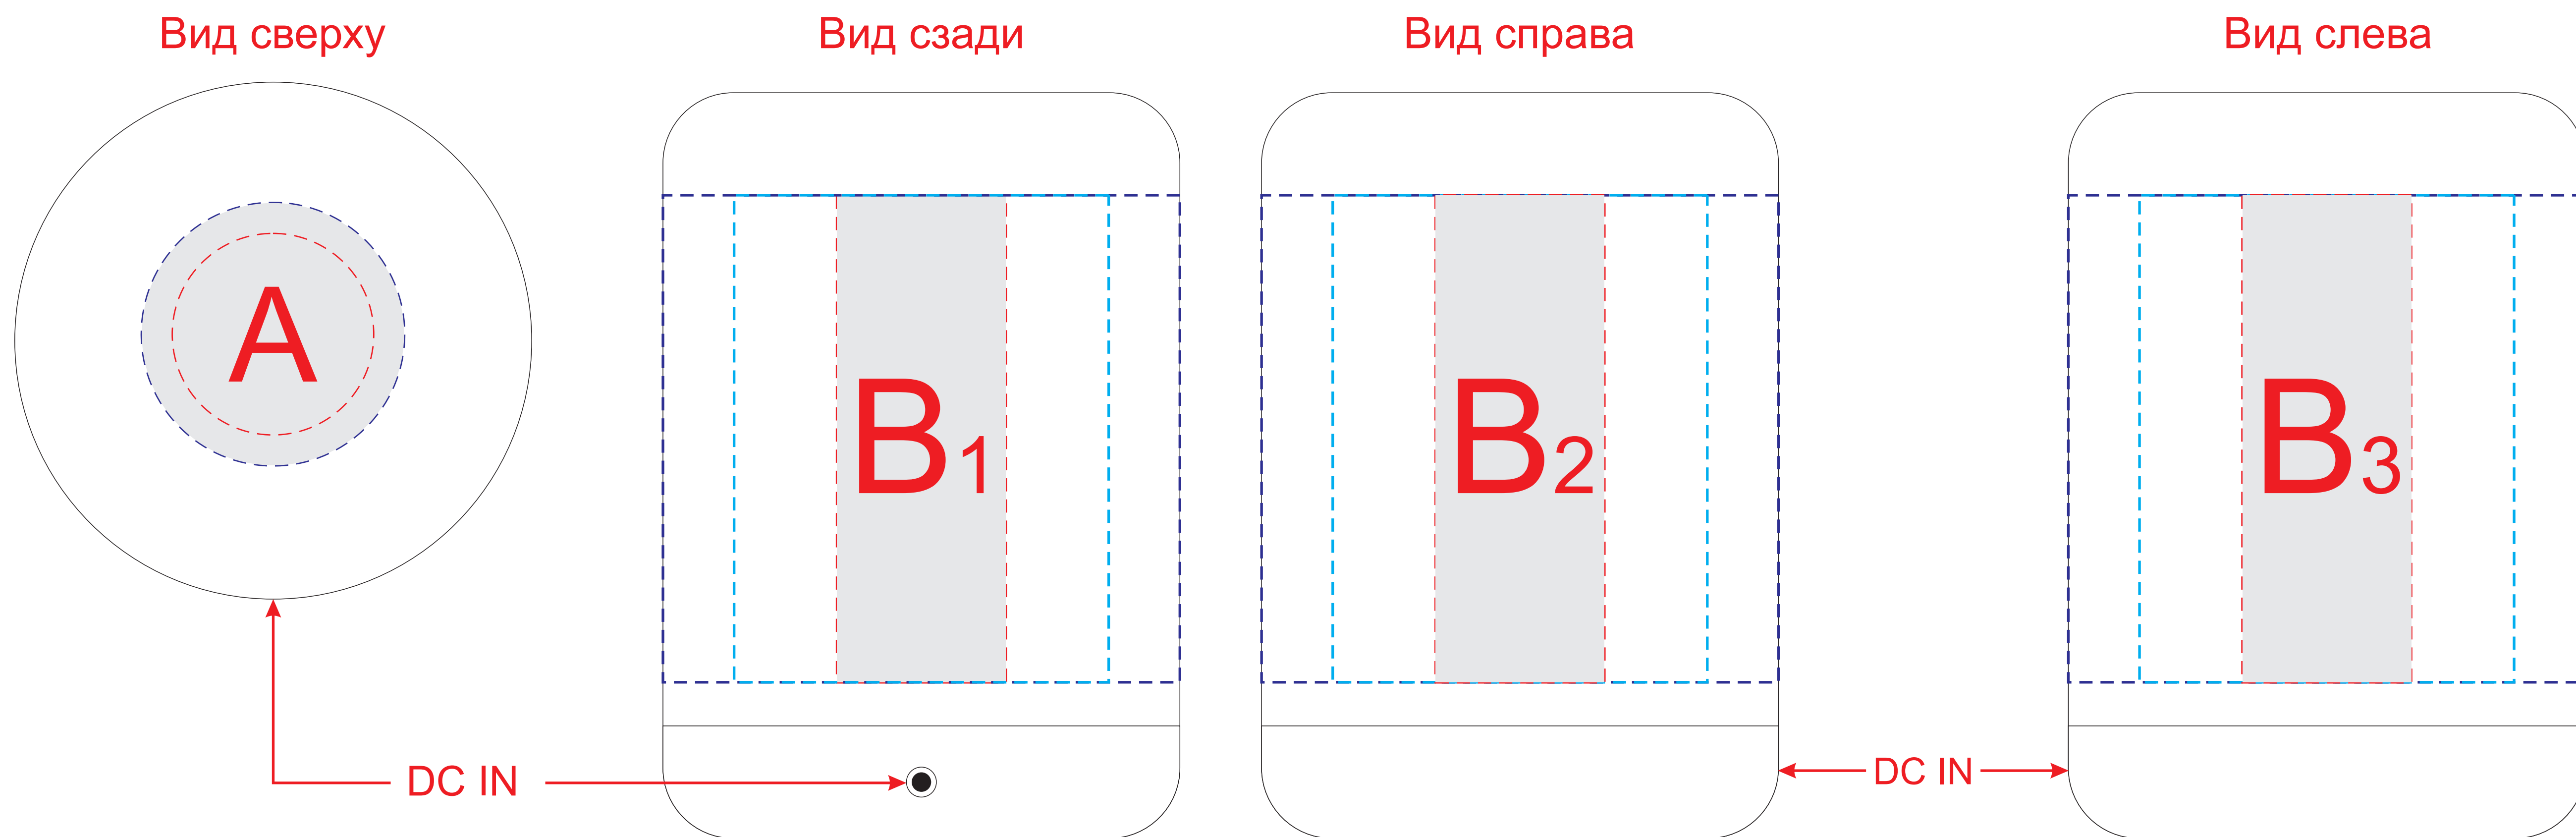 Вид сверху
Вид сзади
Вид справа
Вид слева
A
B1
B2
B3
DC IN
DC IN